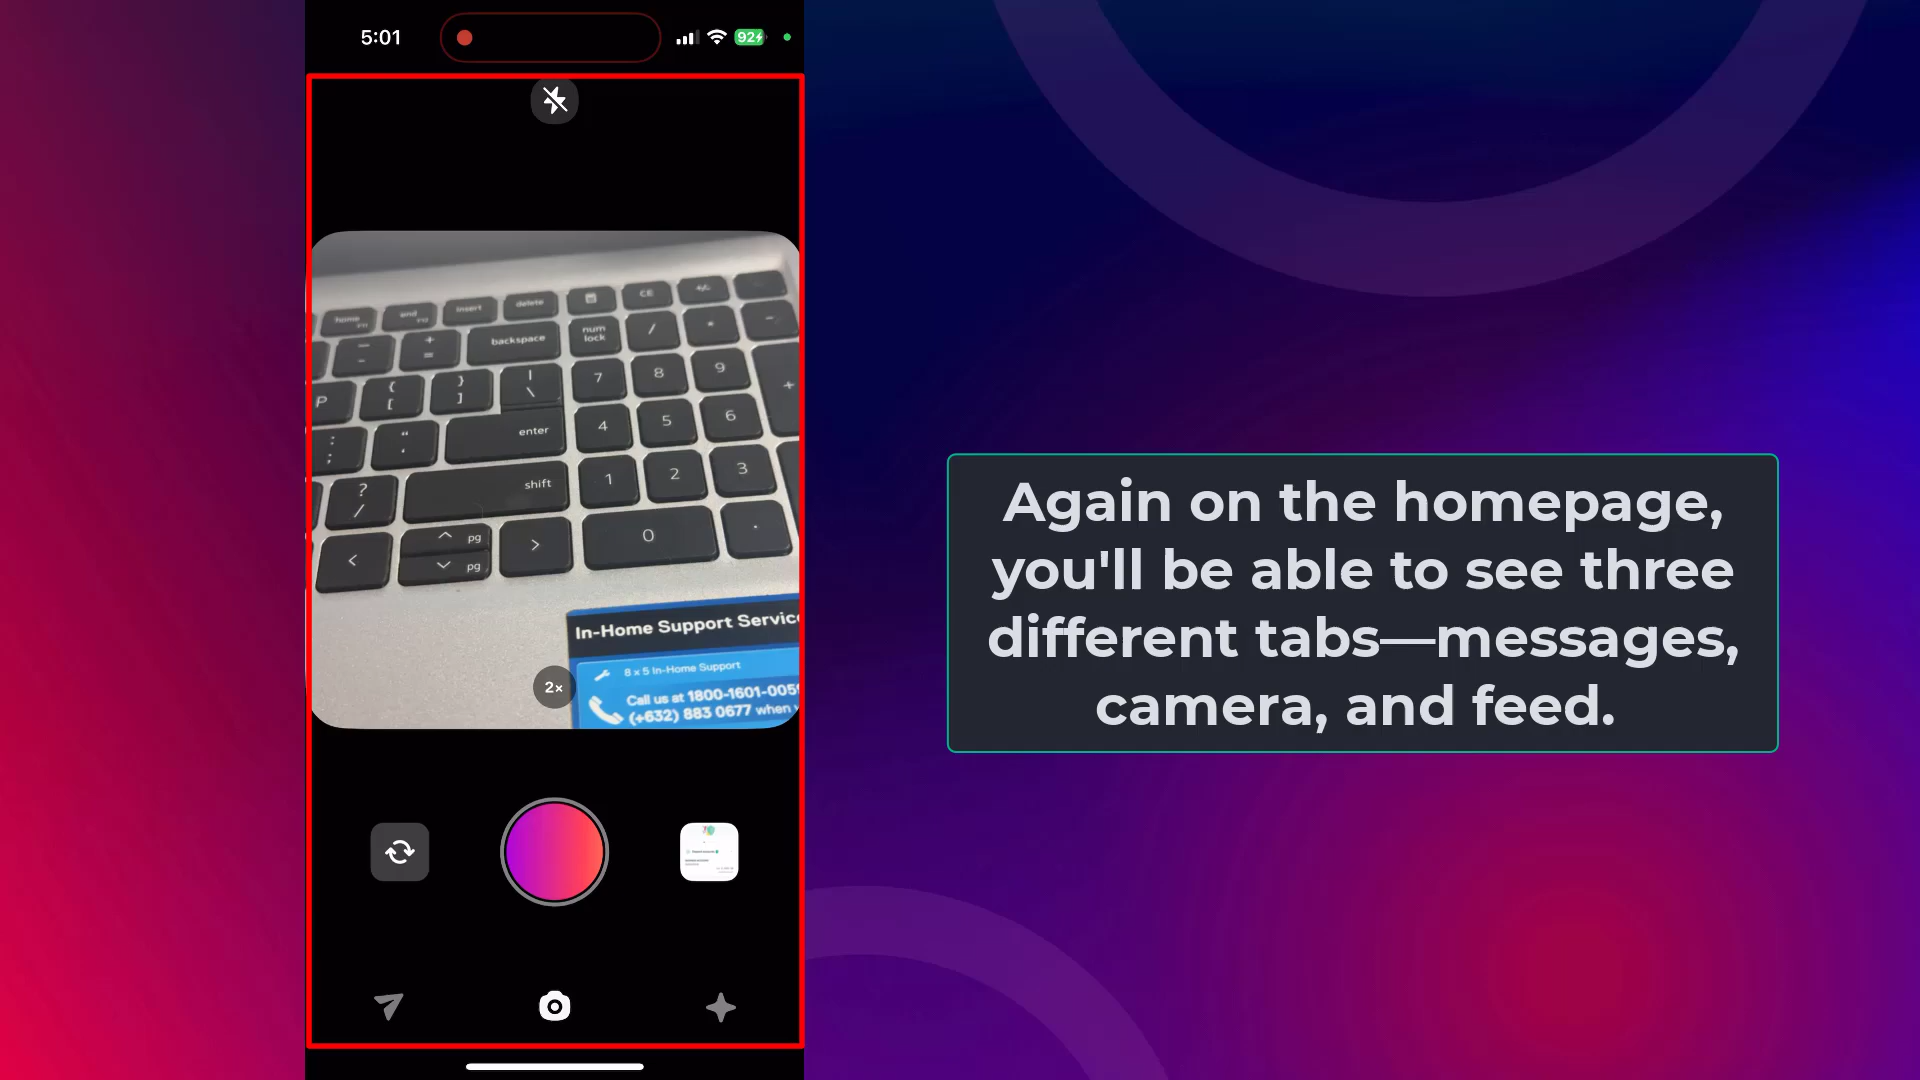 5:01
92
home
end
insert
delete
CE
+/-
backspace
num
lock
/
*
-
–
-
+
=
7
8
9
+
P
{
[
}
]
|
\
enter
4
5
6
:
;
"
'
shift
1
2
3
?
/
<
^ pg
pg
>
0
.
In-Home Support Servic
8 x 5 In-Home Support
Call us at 1800-1601-005
(+632) 883 0677 when
2×
Again on the homepage,
you'll be able to see three
different tabs—messages,
camera, and feed.